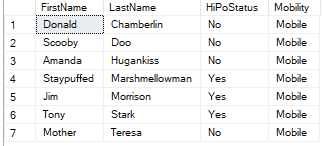 FirstName LastName HiPoStatus Mobility
1 Donald Chamberlin No Mobile
2 Scooby Doo No Mobile
3 Amanda Hugankiss No Mobile
4 Staypuffed Marshmellowman Yes Mobile
5 Jim Morrison Yes Mobile
6 Tony Stark Yes Mobile
7 Mother Teresa No Mobile